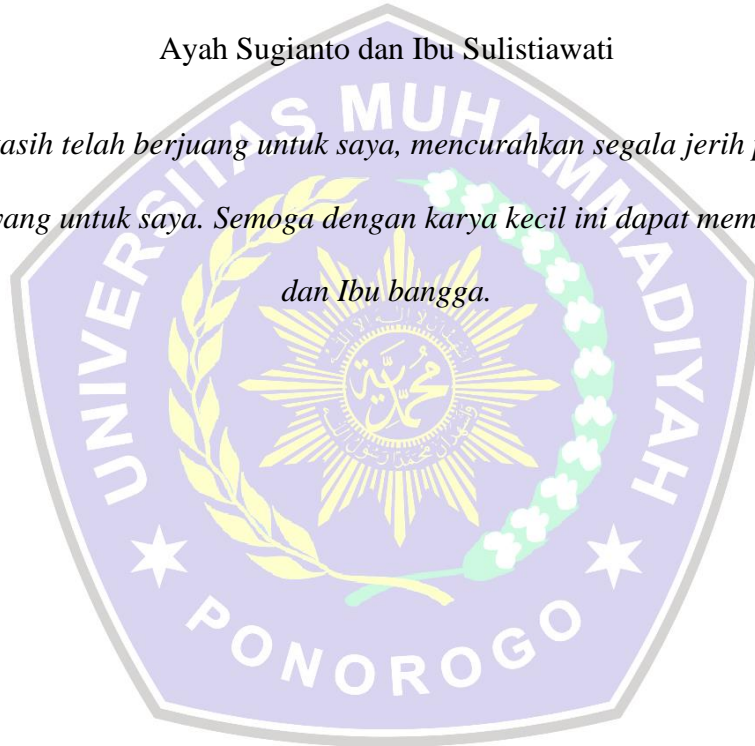 Ayah Sugianto dan Ibu Sulistiawati
asih telah berjuang untuk saya, mencurahkan segala jerih p
yang untuk saya. Semoga dengan karya kecil ini dapat mem
dan Ibu bangga.
UNIVERSITAS MUHAMMADIYAH
محمدية
PONOROGO